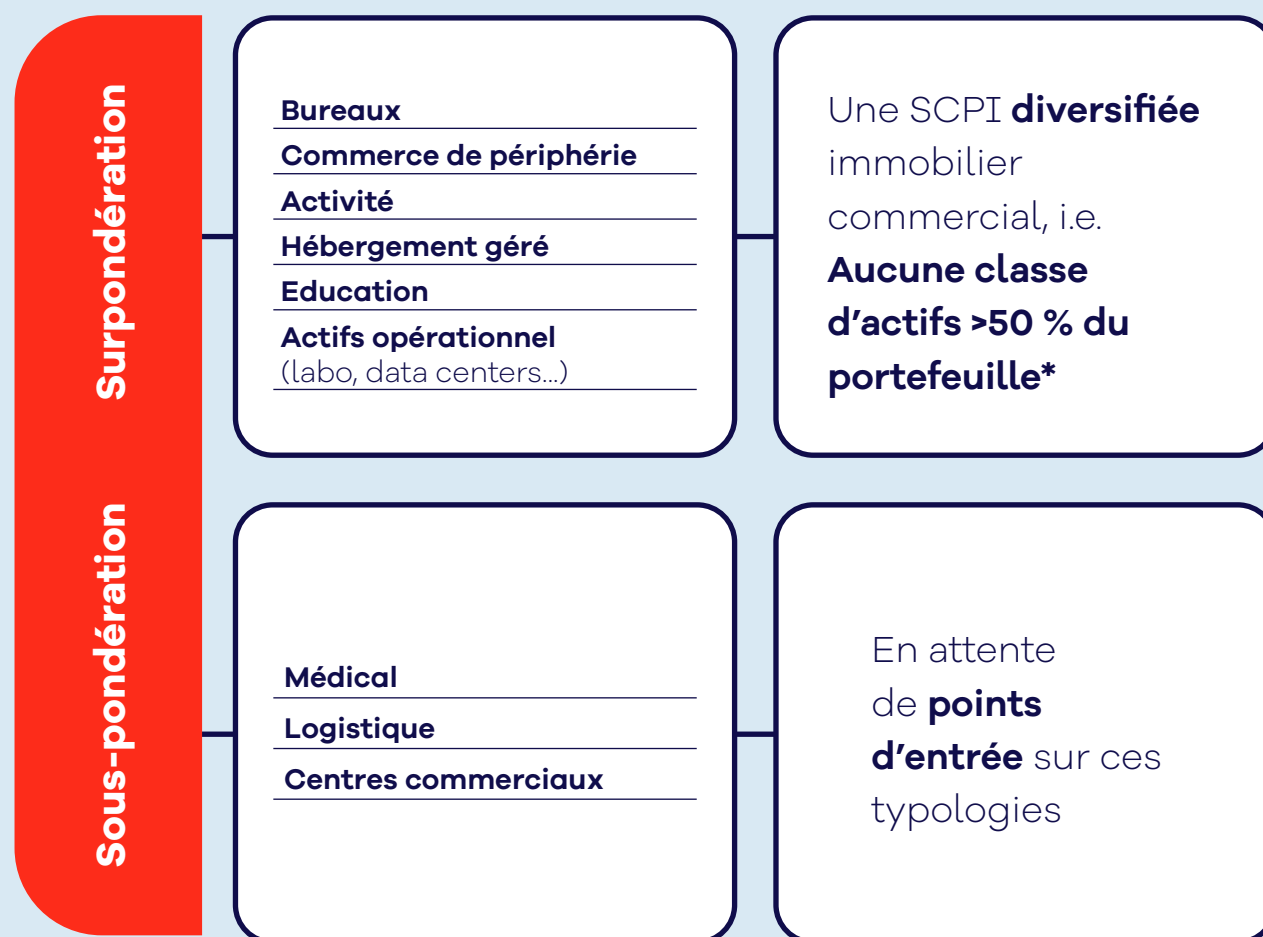 Surpondération
Bureaux
Commerce de périphérie
Activité
Hébergement géré
Education
Actifs opérationnel
(labo, data centers...)
Une SCPI diversifiée
immobilier
commercial, i.e.
Aucune classe
d’actifs >50 % du
portefeuille*
Sous-pondération
Médical
Logistique
Centres commerciaux
En attente
de points
d’entrée sur ces
typologies